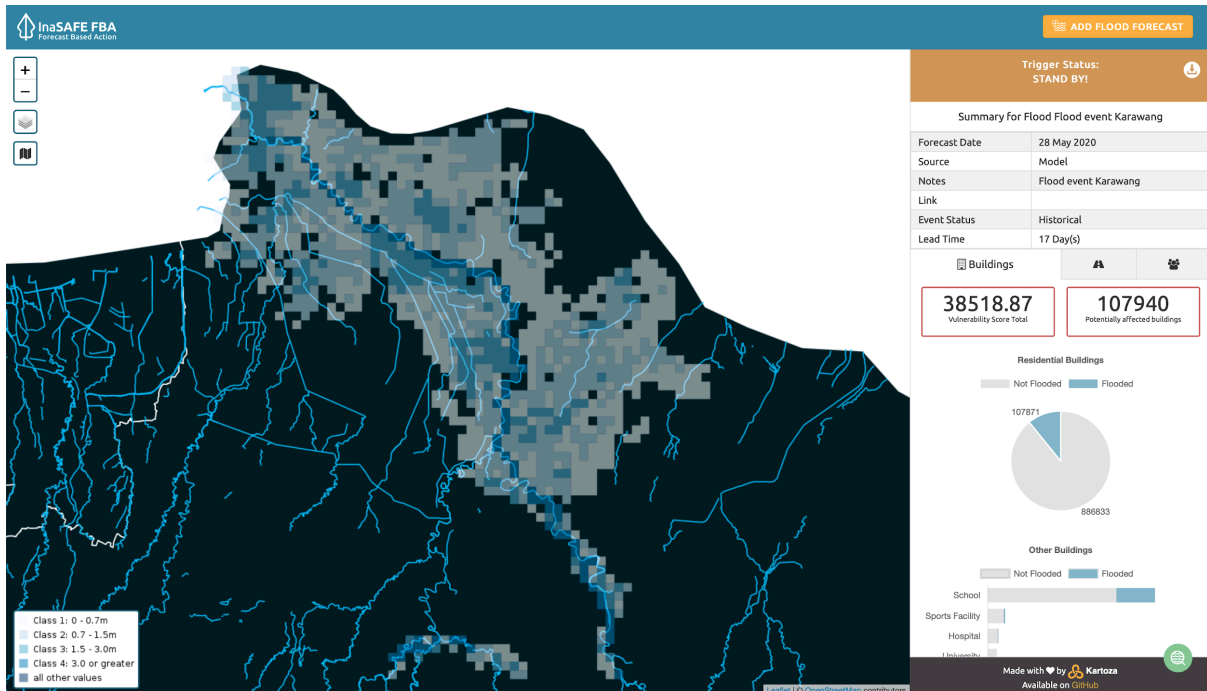 InaSAFE FBA
Forecast Based Action
ADD FLOOD FORECAST
+
−
Trigger Status:
STAND BY!
Summary for Flood Flood event Karawang
Forecast Date 28 May 2020
Source Model
Notes Flood event Karawang
Link
Event Status Historical
Lead Time 17 Day(s)
Buildings
38518.87
Vulnerability Score Total
107940
Potentially affected buildings
Residential Buildings
Not Flooded Flooded
107871
886833
Other Buildings
Not Flooded Flooded
School
Sports Facility
Hospital
University
Class 1: 0 - 0.7m
Class 2: 0.7 - 1.5m
Class 3: 1.5 - 3.0m
Class 4: 3.0 or greater
all other values
Leaflet | © OpenStreetMap contributors
Made with ❤ by Kartoza
Available on GitHub